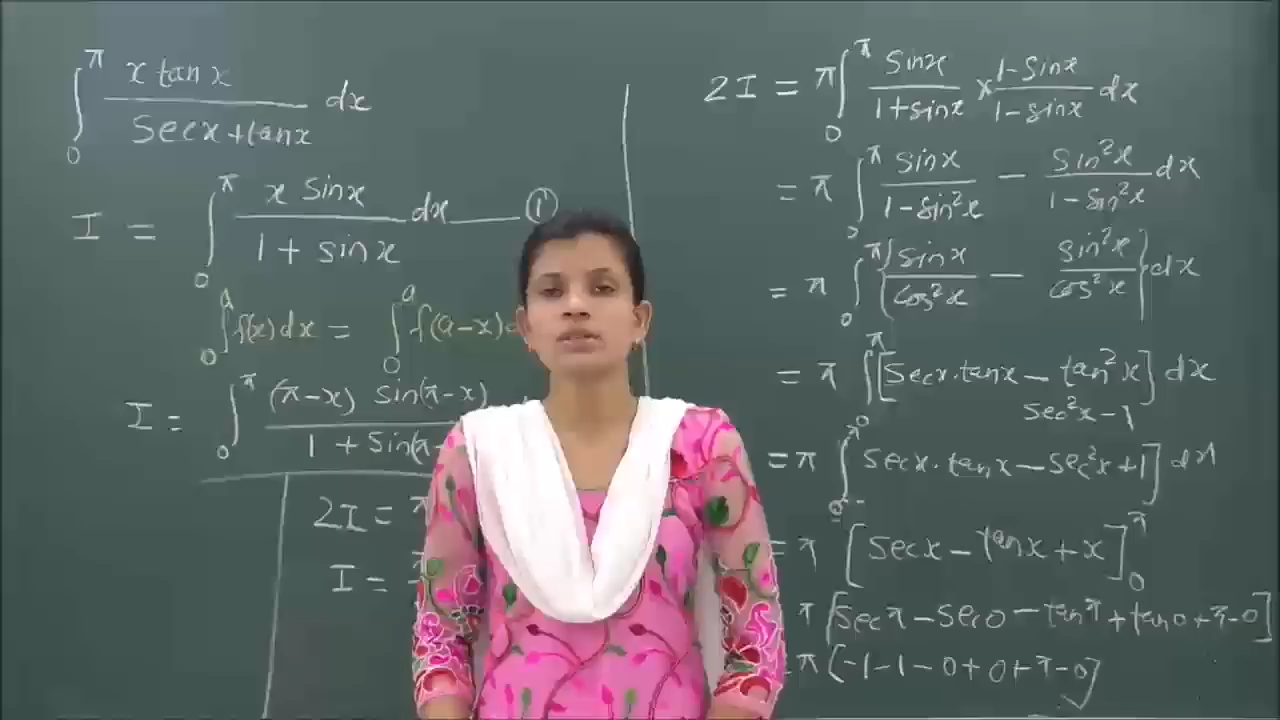 ∫₀^π x tan x / (sec x + tan x) dx
I = ∫₀^π x sin x / (1 + sin x) dx —— ①
∫₀^a f(x) dx = ∫₀^a f(a-x)
I = ∫₀^π (π-x) sin(π-x) / 1 + sin(π-
2I =
I =
2I = π ∫₀^π sin x / (1 + sin x) × (1 - sin x) / (1 - sin x) dx
= π ∫₀^π sin x / (1 - sin²x) - sin²x / (1 - sin²x) dx
= π ∫₀^π { sin x / cos²x - sin²x / cos²x } dx
= π ∫₀^π [sec x . tan x - tan²x] dx
sec²x - 1
= π ∫₀^π sec x . tan x - sec²x + 1] dx
= π [sec x - tan x + x]₀^π
π [sec π - sec 0 - tan π + tan 0 + π - 0]
= π (-1 - 1 - 0 + 0 + π - 0]